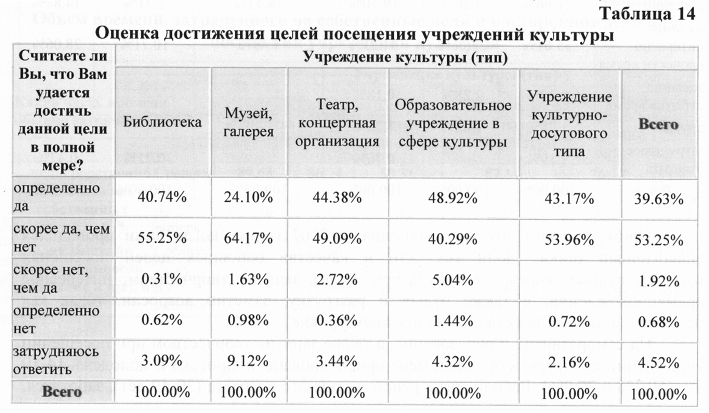 Таблица 14
Оценка достижения целей посещения учреждений культуры
Считаете ли Вы, что Вам удается достичь данной цели в полной мере? Учреждение культуры (тип)
Библиотека Музей, галерея Театр, концертная организация Образовательное учреждение в сфере культуры Учреждение культурно-досугового типа Всего
определенно да 40.74% 24.10% 44.38% 48.92% 43.17% 39.63%
скорее да, чем нет 55.25% 64.17% 49.09% 40.29% 53.96% 53.25%
скорее нет, чем да 0.31% 1.63% 2.72% 5.04% 1.92%
определенно нет 0.62% 0.98% 0.36% 1.44% 0.72% 0.68%
затрудняюсь ответить 3.09% 9.12% 3.44% 4.32% 2.16% 4.52%
Всего 100.00% 100.00% 100.00% 100.00% 100.00% 100.00%